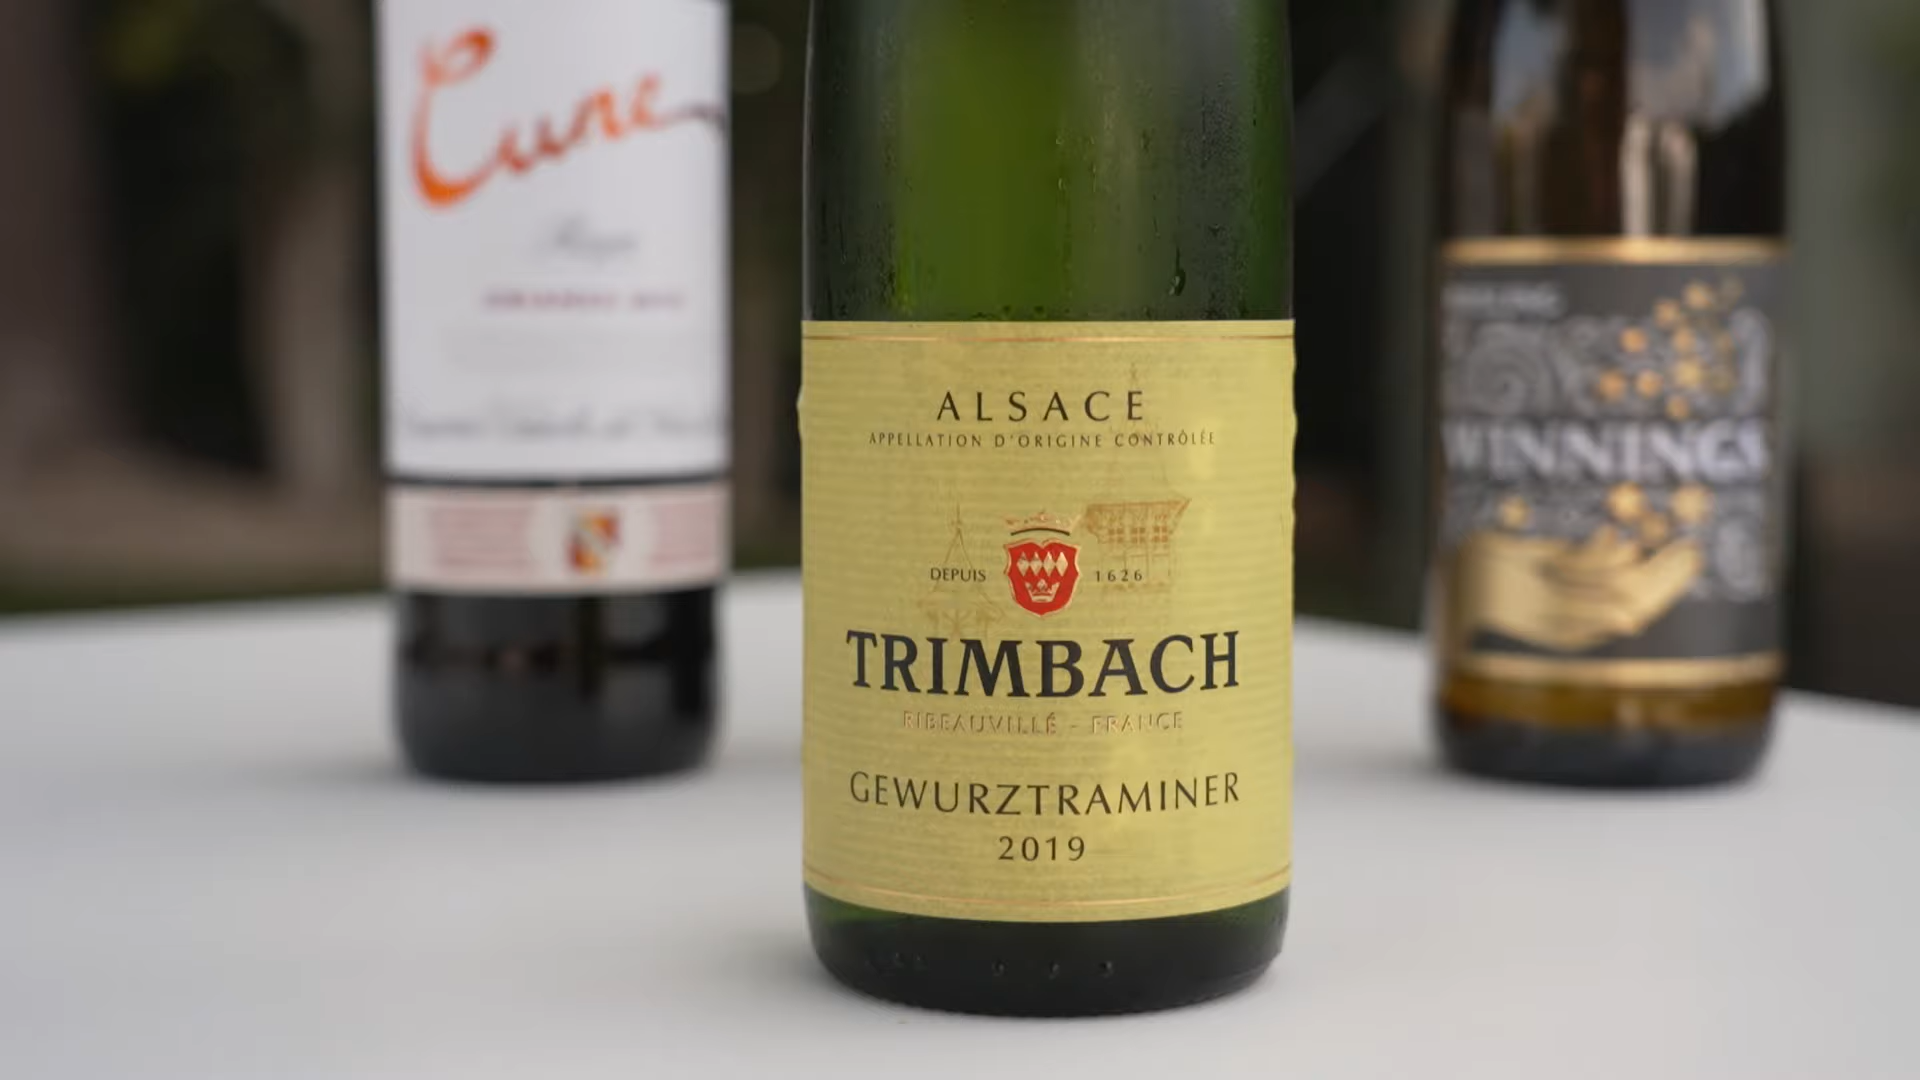 Cune
ALSACE
APPELLATION D'ORIGINE CONTRÔLÉE
DEPUIS 1626
TRIMBACH
RIBEAUVILLÉ - FRANCE
GEWURZTRAMINER
2019
WINNINGS